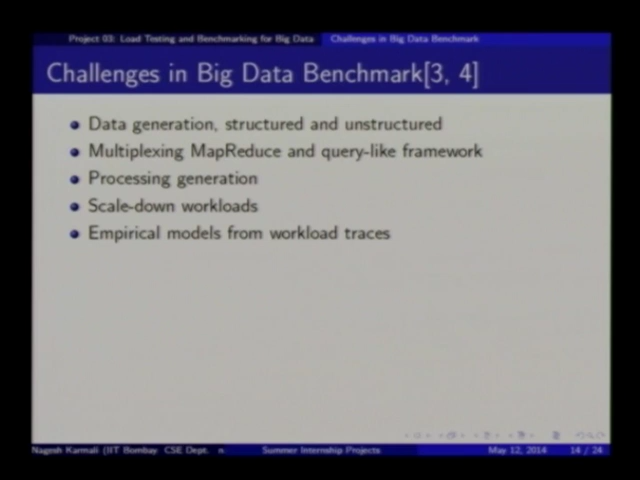 Project 03: Load Testing and Benchmarking for Big Data Challenges in Big Data Benchmark
Challenges in Big Data Benchmark[3, 4]
Data generation, structured and unstructured
Multiplexing MapReduce and query-like framework
Processing generation
Scale-down workloads
Empirical models from workload traces
Nagesh Karmali (IIT Bombay CSE Dept. n. Summer Internship Projects May 12, 2014 14 / 24